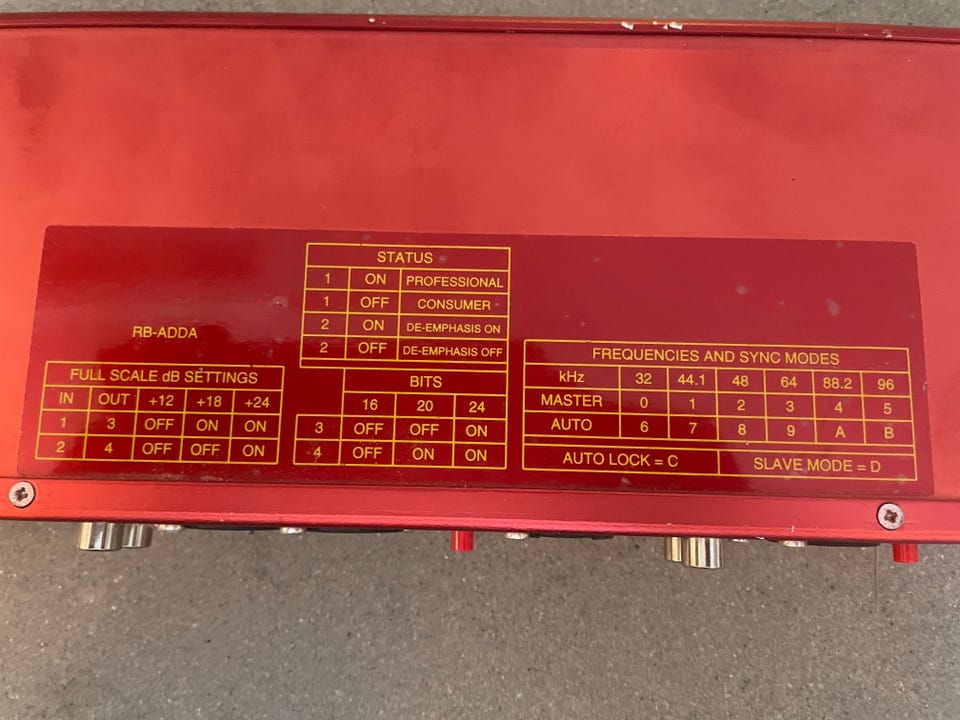 RB-ADDA
FULL SCALE dB SETTINGS
IN OUT +12 +18 +24
1 3 OFF ON ON
2 4 OFF OFF ON
STATUS
1 ON PROFESSIONAL
1 OFF CONSUMER
2 ON DE-EMPHASIS ON
2 OFF DE-EMPHASIS OFF
BITS
16 20 24
3 OFF OFF ON
4 OFF ON ON
FREQUENCIES AND SYNC MODES
kHz 32 44.1 48 64 88.2 96
MASTER 0 1 2 3 4 5
AUTO 6 7 8 9 A B
AUTO LOCK = C SLAVE MODE = D